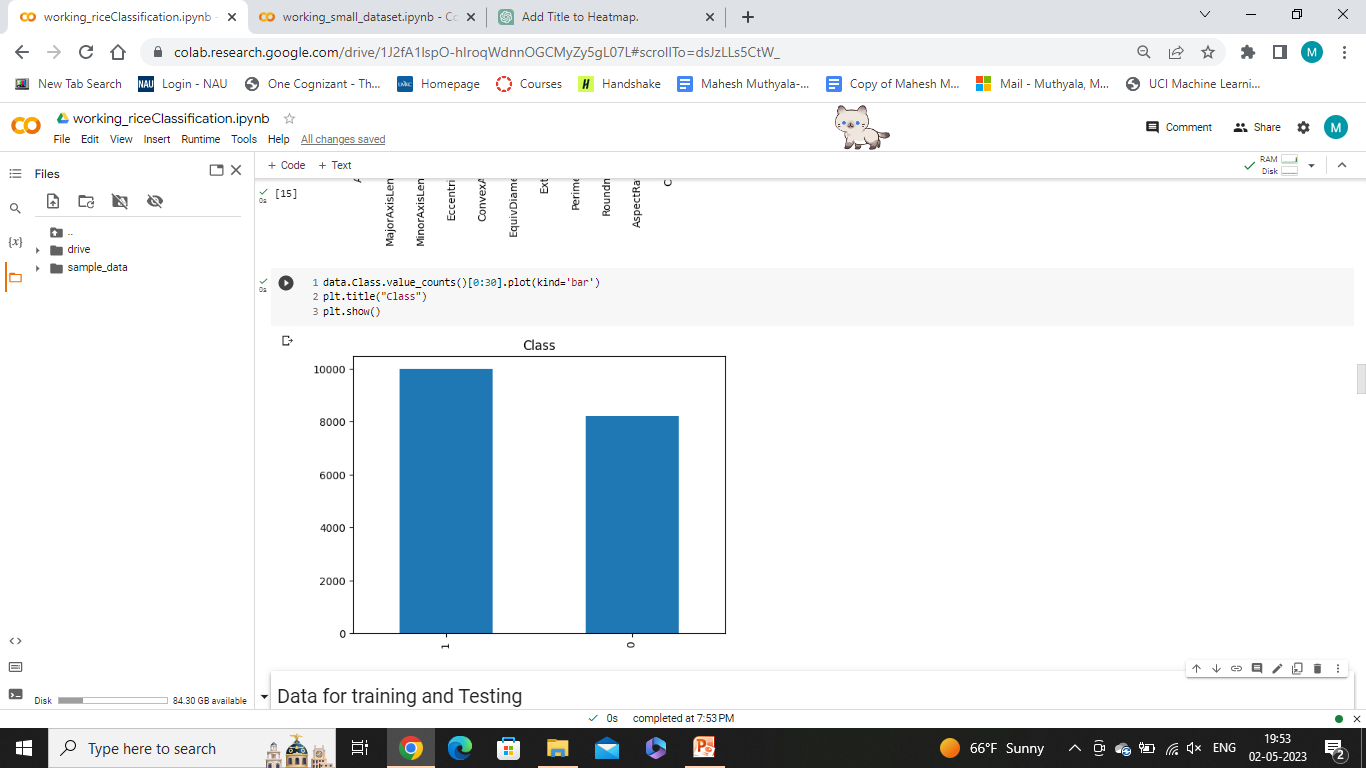 working_riceClassification.ipynb -
working_small_dataset.ipynb - Co
Add Title to Heatmap.
colab.research.google.com/drive/1J2fA1lspO-hIroqWdnnOGCMyZy5gL07L#scrollTo=dsJzLLs5CtW_
M
New Tab Search
NAU
Login - NAU
One Cognizant - Th...
UMKC
Homepage
Courses
H
Handshake
Mahesh Muthyala-...
Copy of Mahesh M...
Mail - Muthyala, M...
UCI Machine Learni...
working_riceClassification.ipynb
File Edit View Insert Runtime Tools Help All changes saved
Comment
Share
M
Files
+ Code + Text
RAM
Disk
..
drive
sample_data
{x}
0s
[15]
MajorAxisLen
MinorAxisLen
Eccentri
ConvexA
EquivDiame
Ext
Perime
Roundn
AspectRa
C
0s
1 data.Class.value_counts()[0:30].plot(kind='bar')
2 plt.title("Class")
3 plt.show()
Class
10000
8000
6000
4000
2000
0
1
0
Data for training and Testing
Disk
84.30 GB available
0s completed at 7:53 PM
Type here to search
66°F Sunny
ENG
19:53
02-05-2023
2